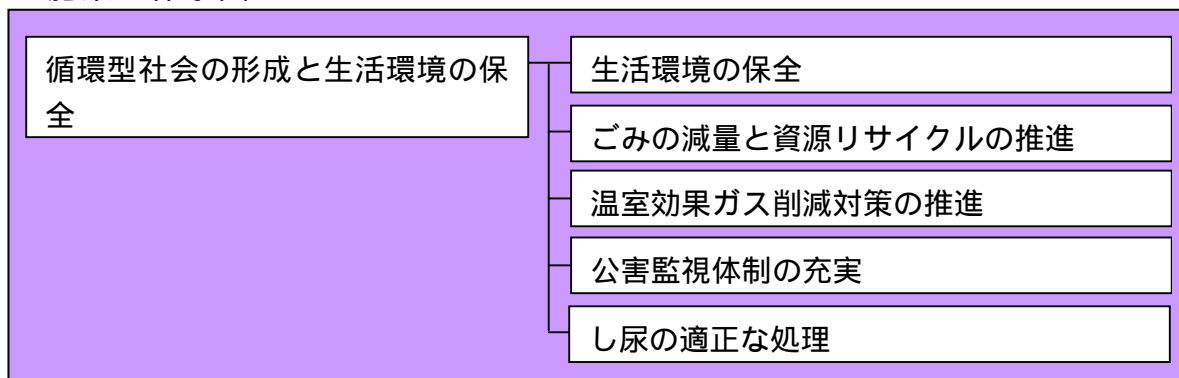 循環型社会の形成と生活環境の保
全
生活環境の保全
ごみの減量と資源リサイクルの推進
温室効果ガス削減対策の推進
公害監視体制の充実
し尿の適正な処理